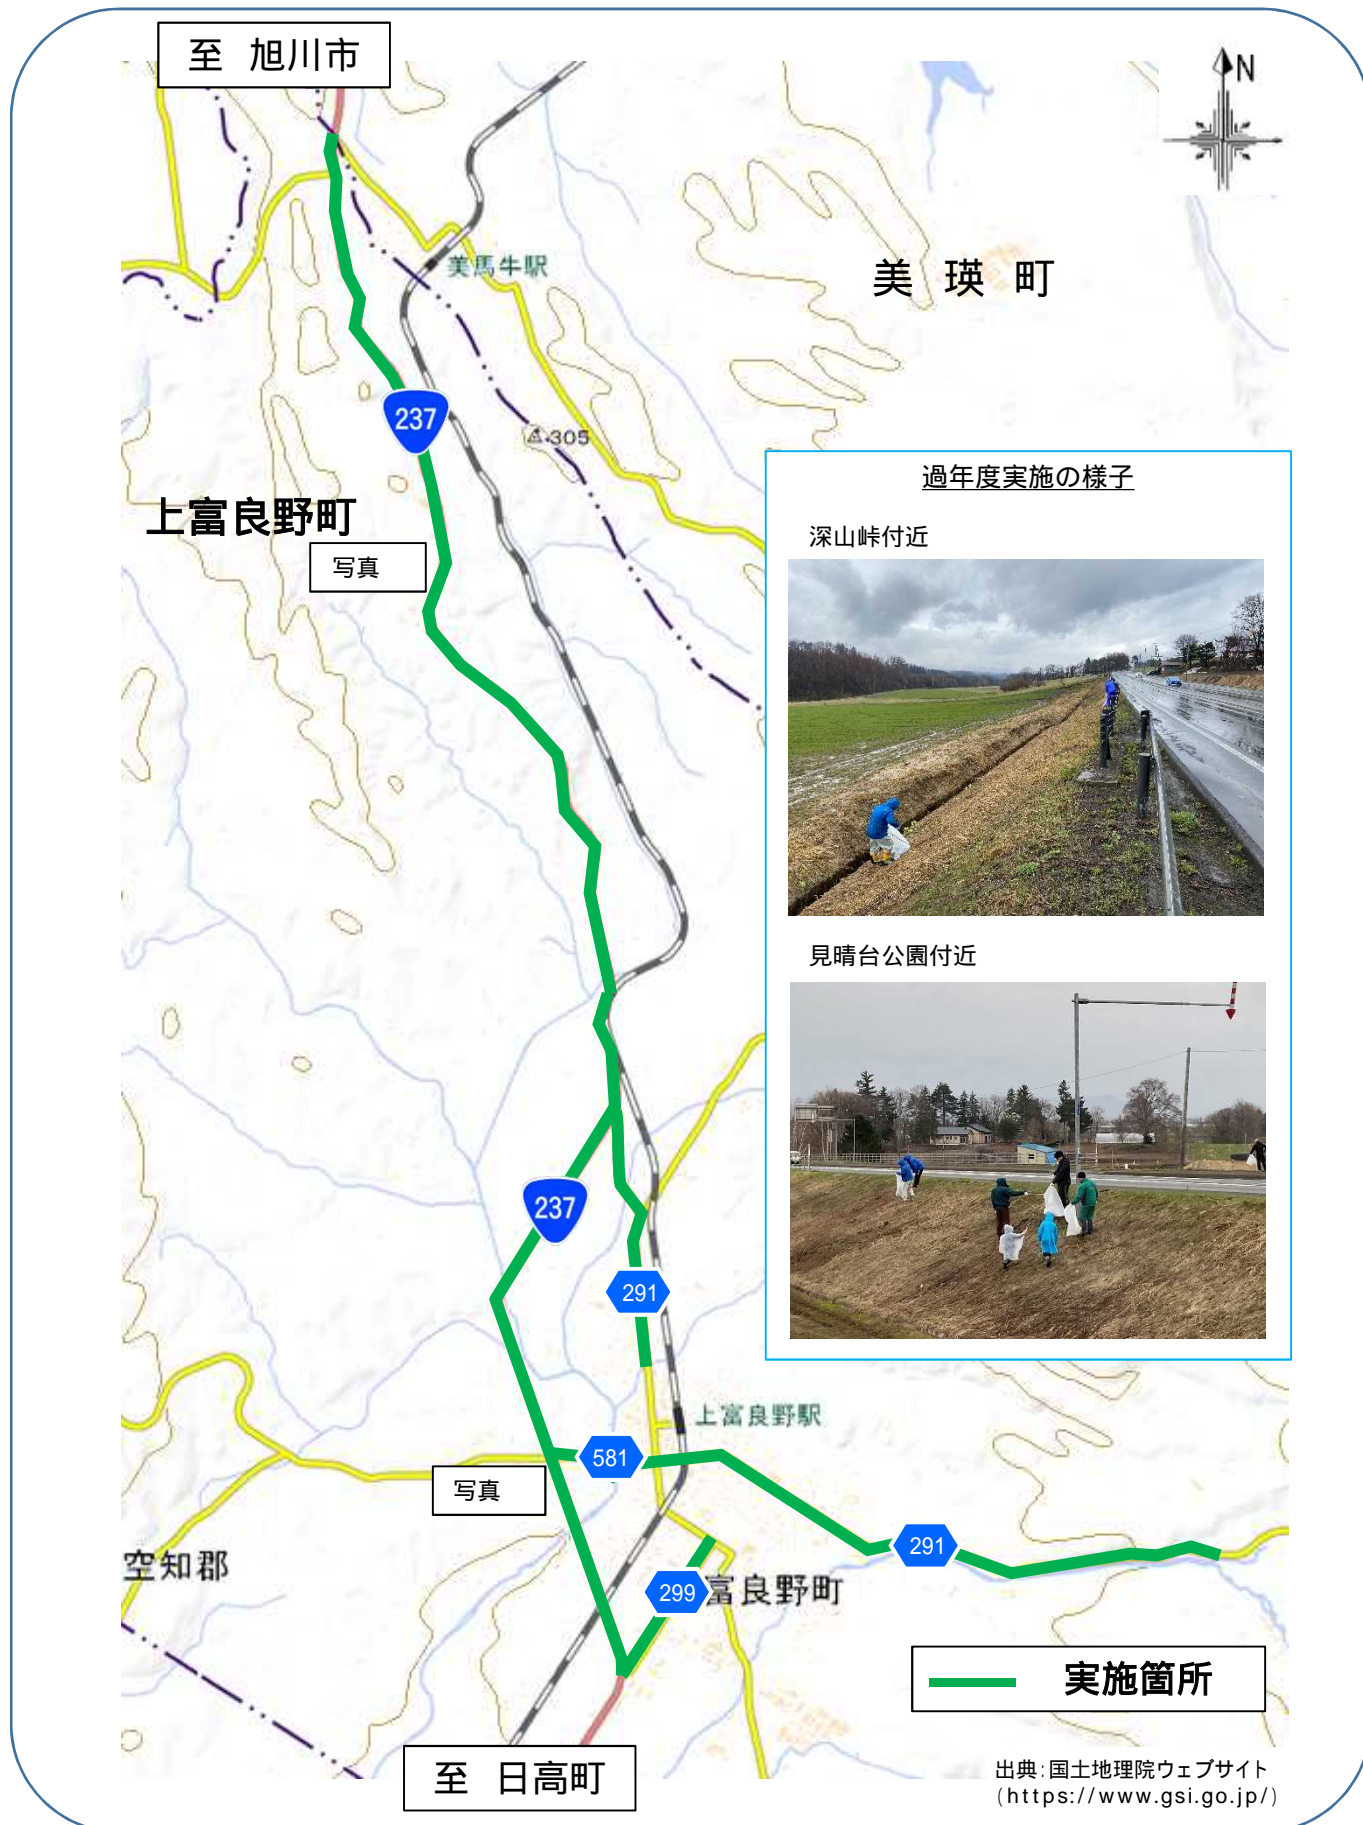 至 旭川市
N
美馬牛駅
美瑛町
237
305
上富良野町
写真
過年度実施の様子
深山峠付近
見晴台公園付近
237
291
上富良野駅
581
写真
291
空知郡
299
富良野町
実施箇所
至 日高町
出典:国土地理院ウェブサイト
(https://www.gsi.go.jp/)